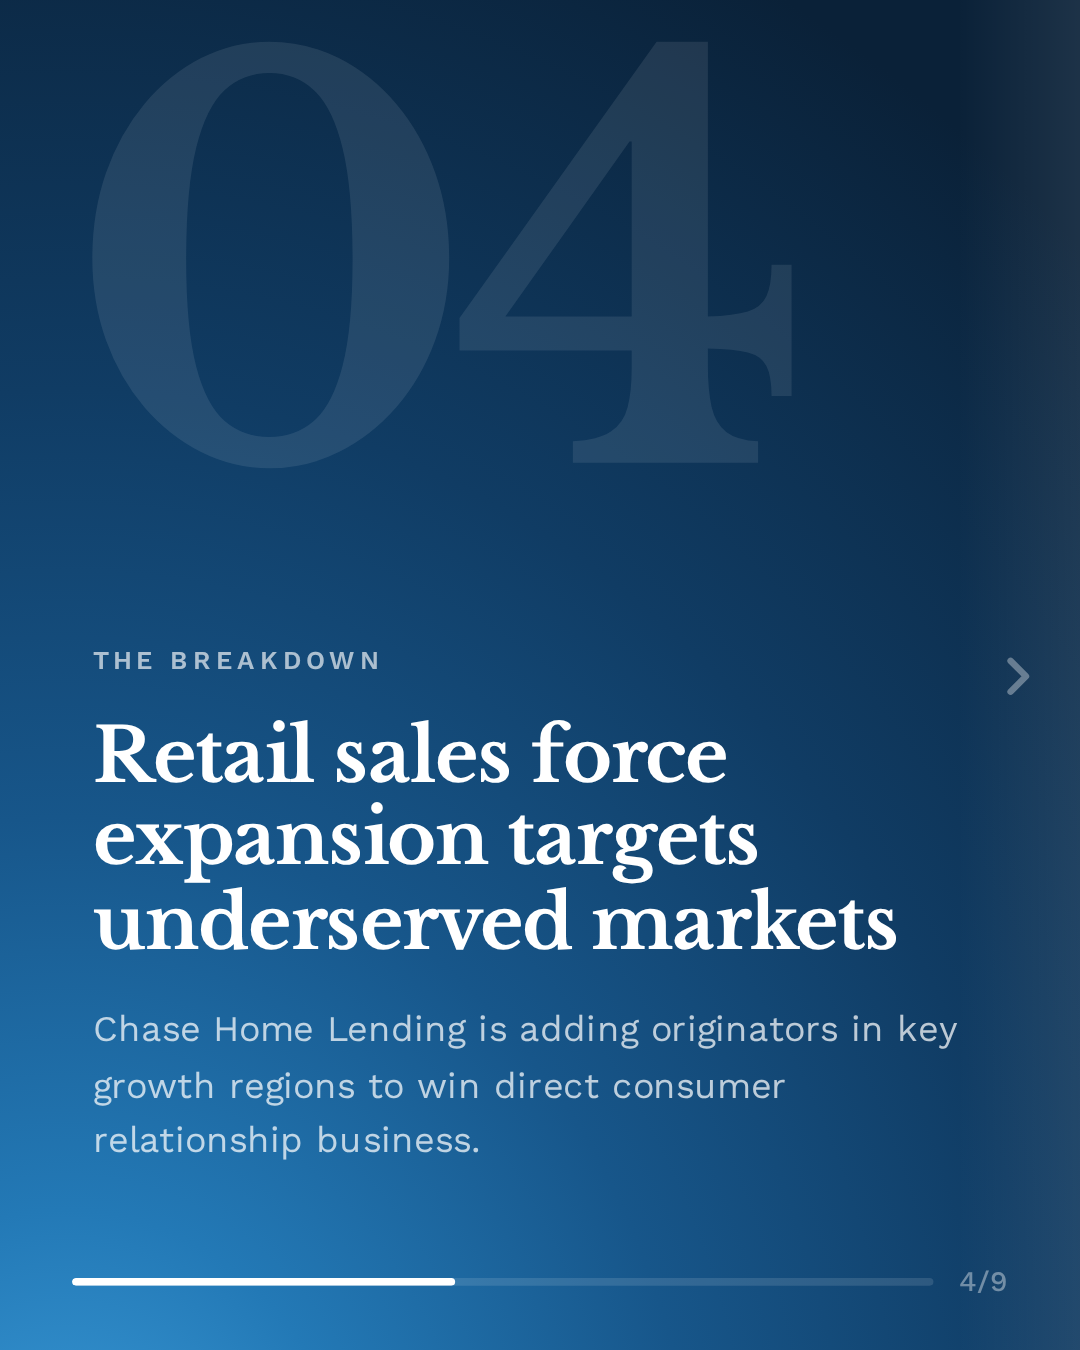 04
THE BREAKDOWN
Retail sales force
expansion targets
underserved markets
Chase Home Lending is adding originators in key
growth regions to win direct consumer
relationship business.
4/9